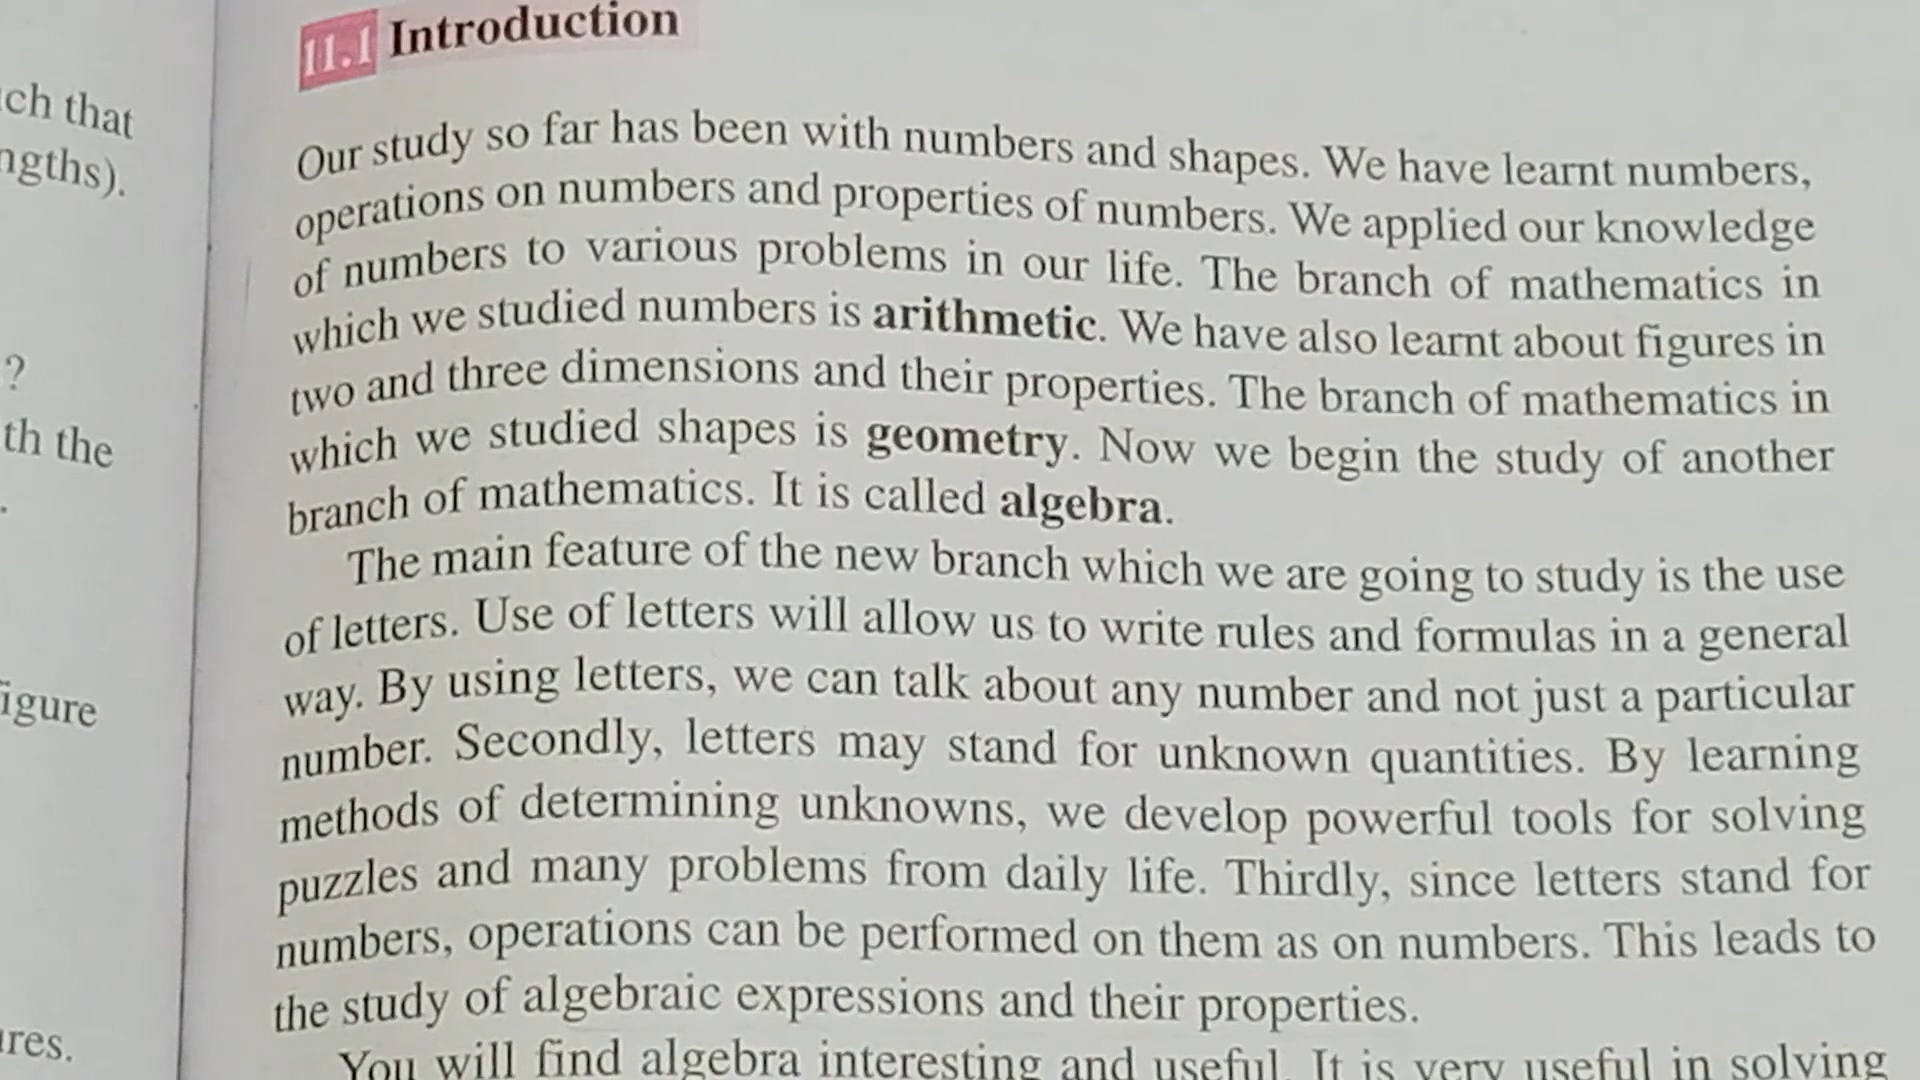 ch that
ngths).
?
th the
.
igure
res.
11.1 Introduction
Our study so far has been with numbers and shapes. We have learnt numbers,
operations on numbers and properties of numbers. We applied our knowledge
of numbers to various problems in our life. The branch of mathematics in
which we studied numbers is arithmetic. We have also learnt about figures in
two and three dimensions and their properties. The branch of mathematics in
which we studied shapes is geometry. Now we begin the study of another
branch of mathematics. It is called algebra.
The main feature of the new branch which we are going to study is the use
of letters. Use of letters will allow us to write rules and formulas in a general
way. By using letters, we can talk about any number and not just a particular
number. Secondly, letters may stand for unknown quantities. By learning
methods of determining unknowns, we develop powerful tools for solving
puzzles and many problems from daily life. Thirdly, since letters stand for
numbers, operations can be performed on them as on numbers. This leads to
the study of algebraic expressions and their properties.
You will find algebra interesting and useful. It is very useful in solving